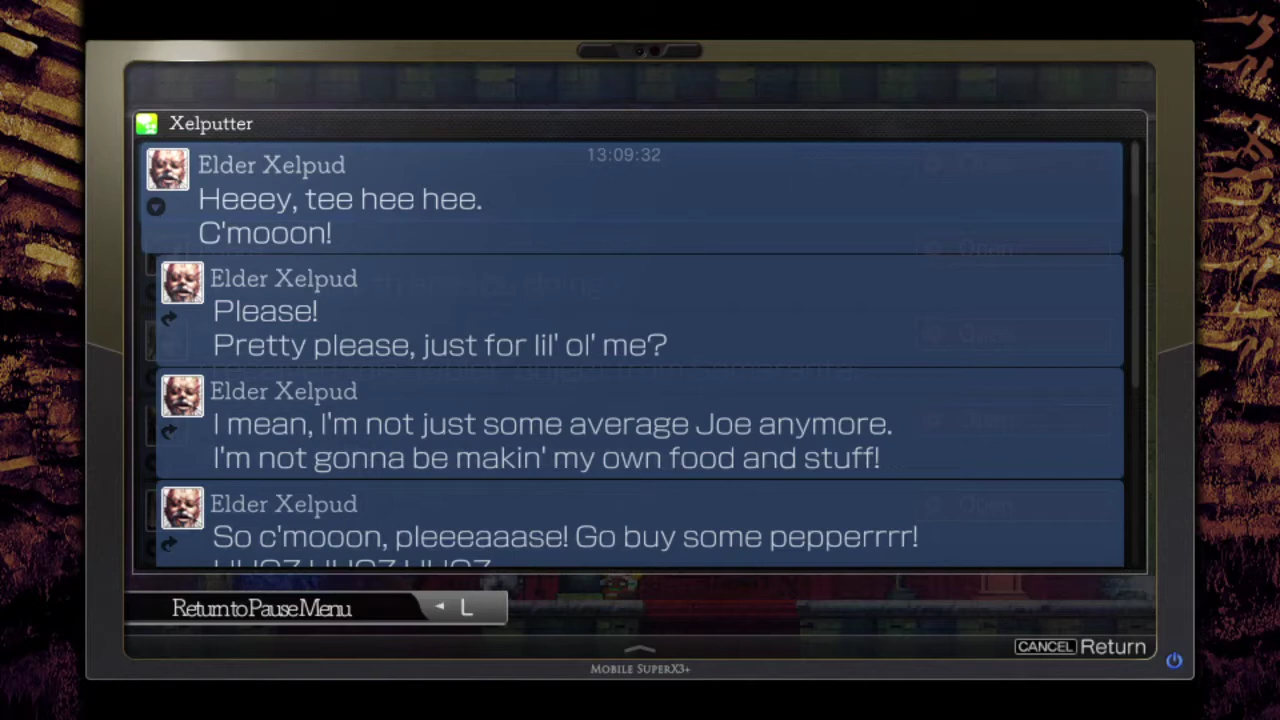 Xelputter
13:09:32
Elder Xelpud
Heeey, tee hee hee.
C'mooon!
Elder Xelpud
Please!
Pretty please, just for lil' ol' me?
Elder Xelpud
I mean, I'm not just some average Joe anymore.
I'm not gonna be makin' my own food and stuff!
Elder Xelpud
So c'mooon, pleeeaaase! Go buy some pepperrrr!
Return to Pause Menu
L
CANCEL Return
MOBILE SUPERX3+